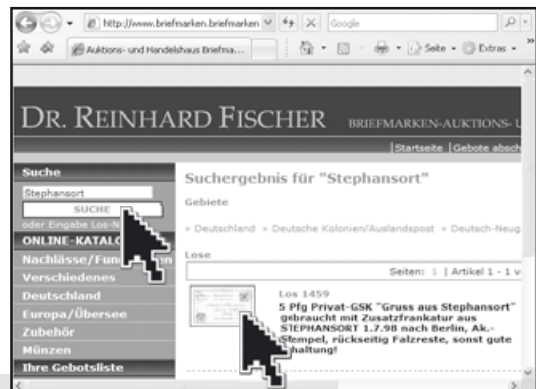 http://www.briefmarken.briefmarken
Google
Auktions- und Handelshaus Briefma...
Seite
Extras
DR. REINHARD FISCHER
BRIEFMARKEN-AUKTIONS- U
|Startseite |Gebote absch
Suche
Stephansort
SUCHE
oder Eingabe Los-N
ONLINE-KATALO
Nachlässe/Fun
en
Verschiedenes
Deutschland
Europa/Übersee
Zubehör
Münzen
Ihre Gebotsliste
Suchergebnis für "Stephansort"
Gebiete
» Deutschland » Deutsche Kolonien/Auslandspost » Deutsch-Neug
Lose
Seiten: 1 | Artikel 1 - 1 v
Los 1459
5 Pfg Privat-GSK "Gruss aus Stephansort"
gebraucht mit Zusatzfrankatur aus
STEPHANSORT 1.7.98 nach Berlin, Ak.-
Stempel, rückseitig Falzreste, sonst gute
haltung!